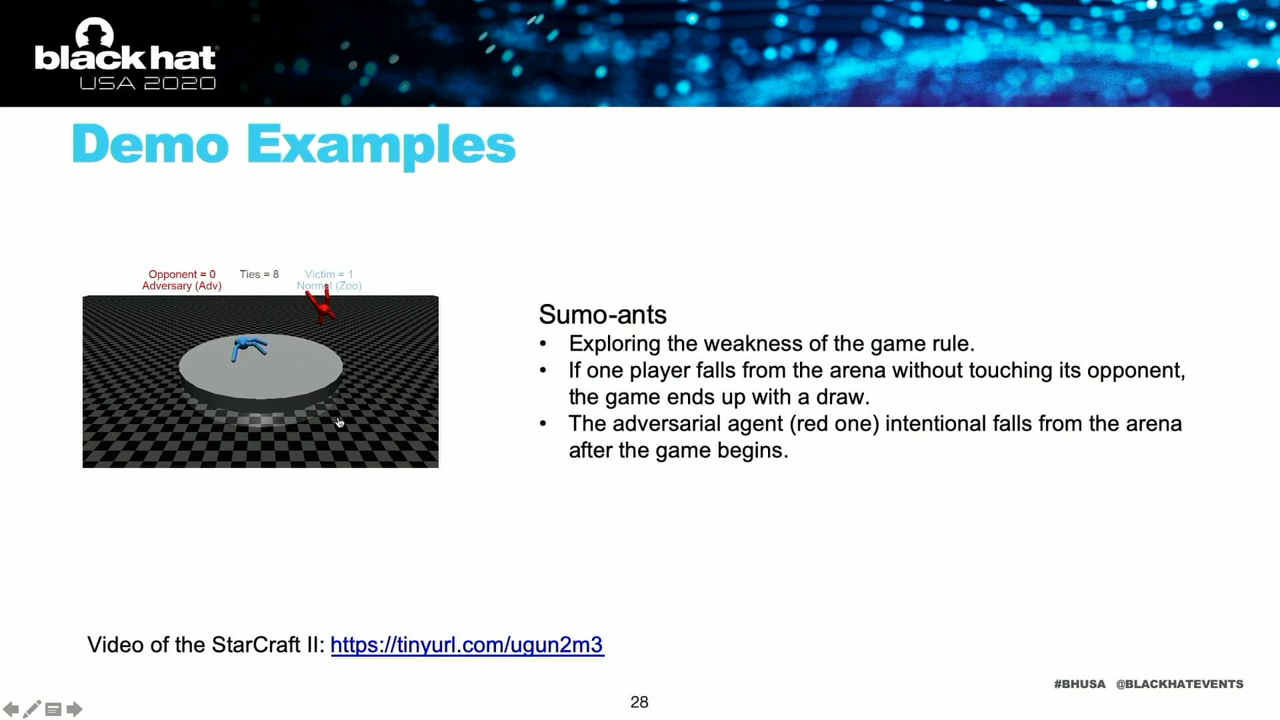 black hat
USA 2020
Demo Examples
Opponent = 0 Ties = 8 Victim = 1
Adversary (Adv) Normal (Zoo)
Sumo-ants
• Exploring the weakness of the game rule.
• If one player falls from the arena without touching its opponent,
the game ends up with a draw.
• The adversarial agent (red one) intentional falls from the arena
after the game begins.
Video of the StarCraft II: https://tinyurl.com/ugun2m3
#BHUSA @BLACKHATEVENTS
28